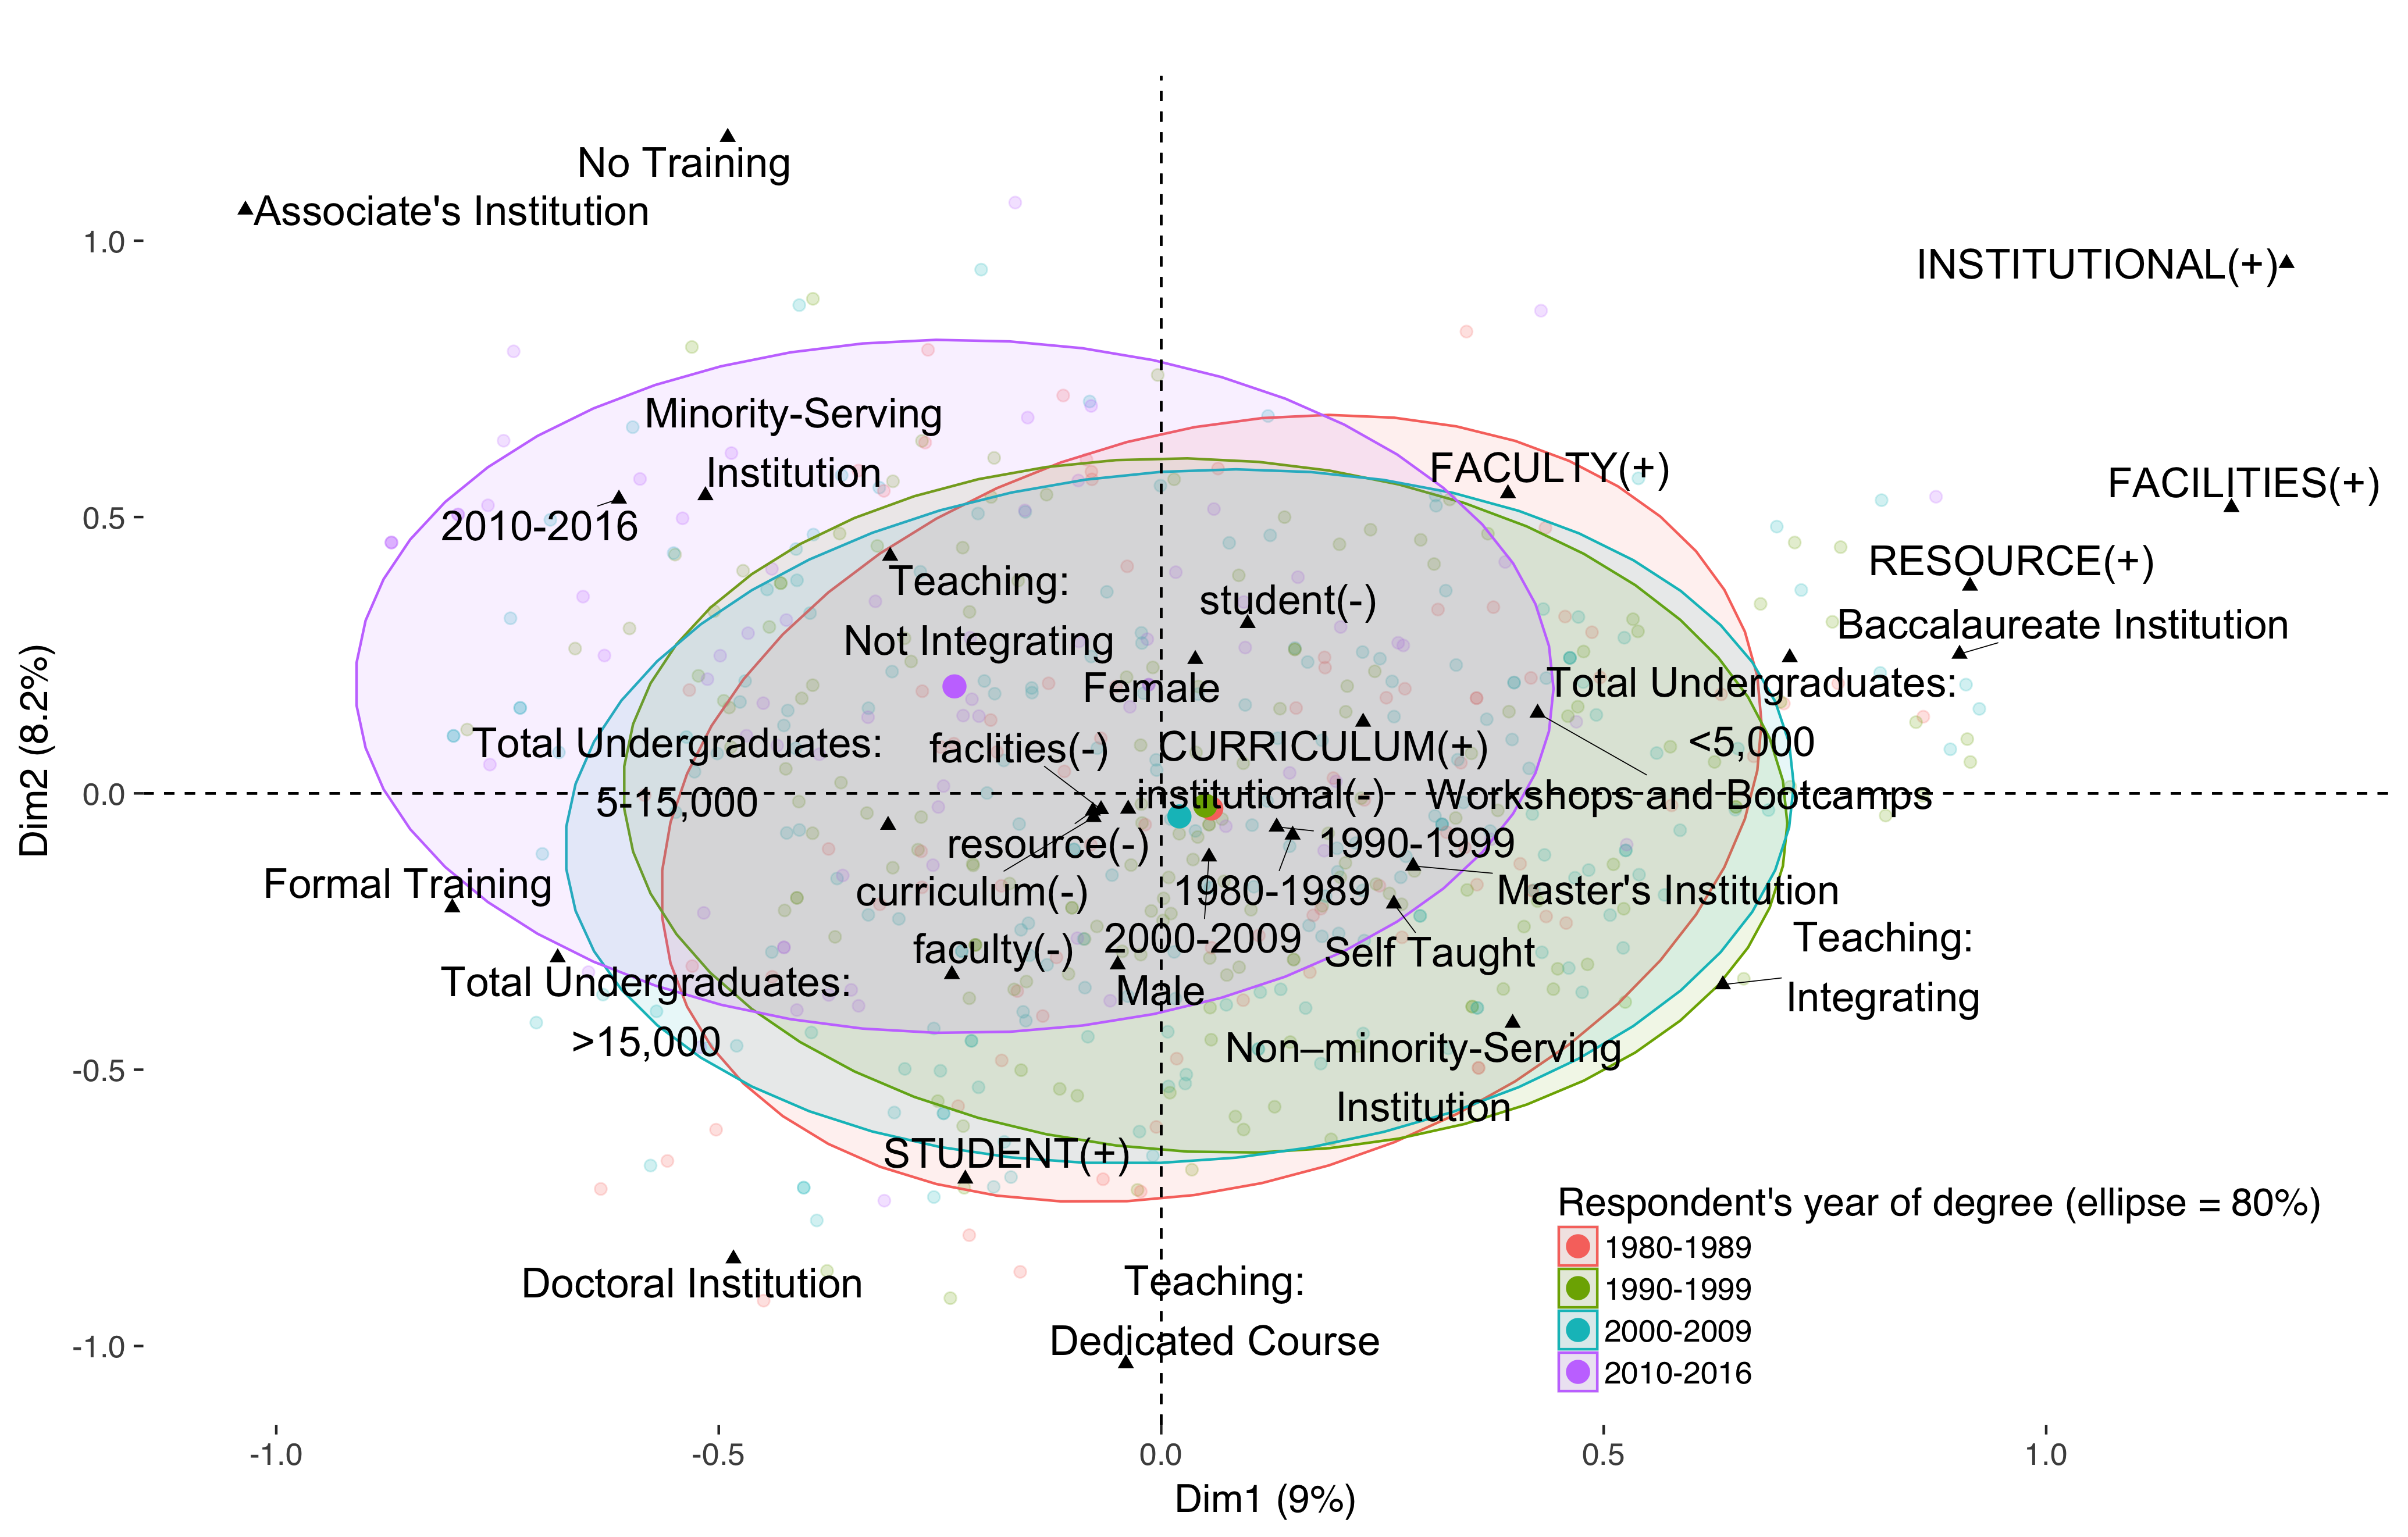 No Training
Associate's Institution
1.0
INSTITUTIONAL(+)
Minority-Serving
Institution
FACULTY(+)
FACILITIES(+)
0.5
2010-2016
RESOURCE(+)
Teaching:
Not Integrating
student(-)
Baccalaureate Institution
Female
Total Undergraduates:
<5,000
Total Undergraduates:
5-15,000
faclities(-)
CURRICULUM(+)
Dim2 (8.2%)
0.0
institutional(-)
Workshops and Bootcamps
resource(-)
1990-1999
Formal Training
curriculum(-)
1980-1989
Master's Institution
faculty(-)
2000-2009
Self Taught
Teaching:
Integrating
Total Undergraduates:
>15,000
Male
-0.5
Non–minority-Serving
Institution
STUDENT(+)
Respondent's year of degree (ellipse = 80%)
1980-1989
1990-1999
2000-2009
2010-2016
Doctoral Institution
Teaching:
Dedicated Course
-1.0
-1.0
-0.5
0.0
0.5
1.0
Dim1 (9%)